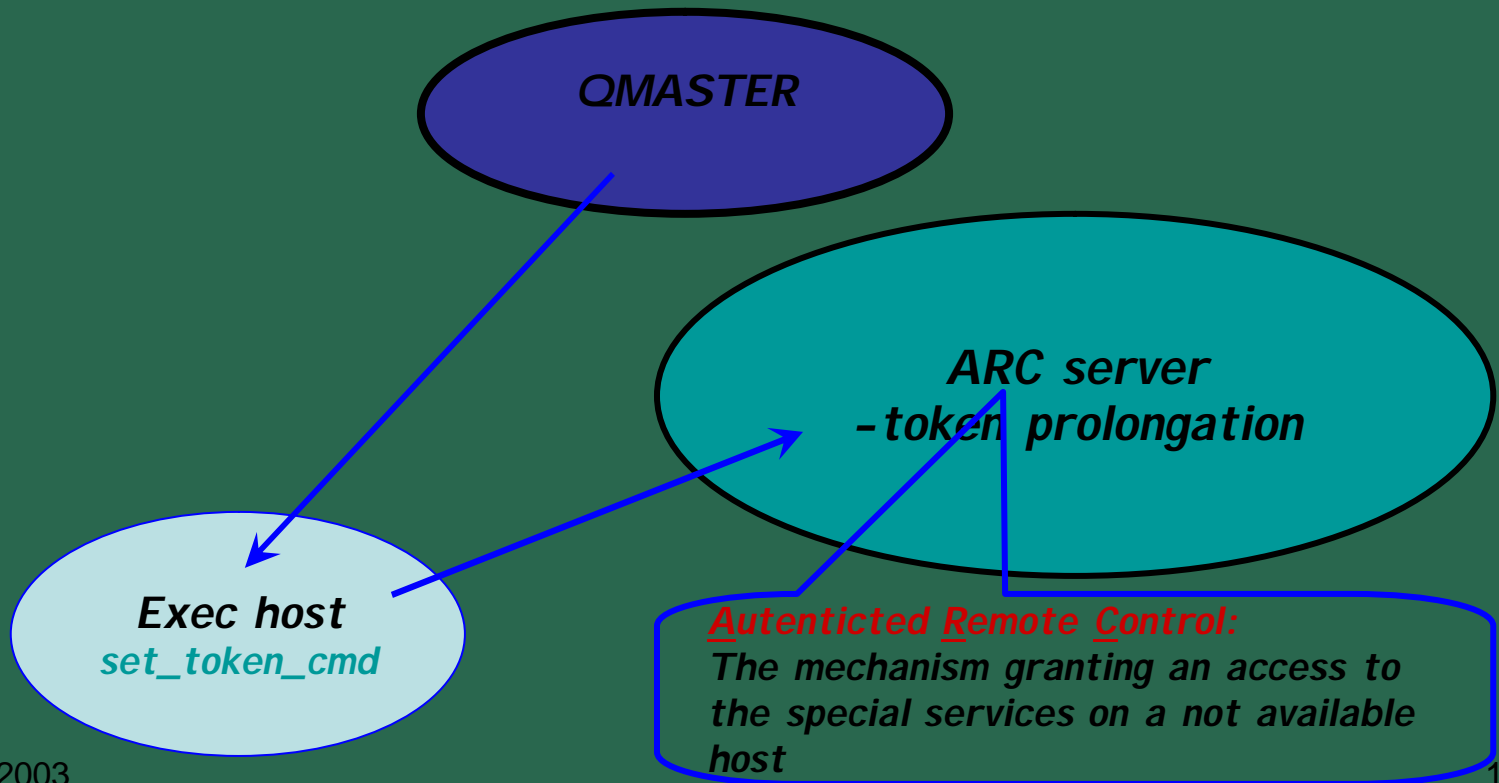 QMASTER
ARC server
-token prolongation
Exec host
set_token_cmd
Autenticted Remote Control:
The mechanism granting an access to
the special services on a not available
host
2003
1